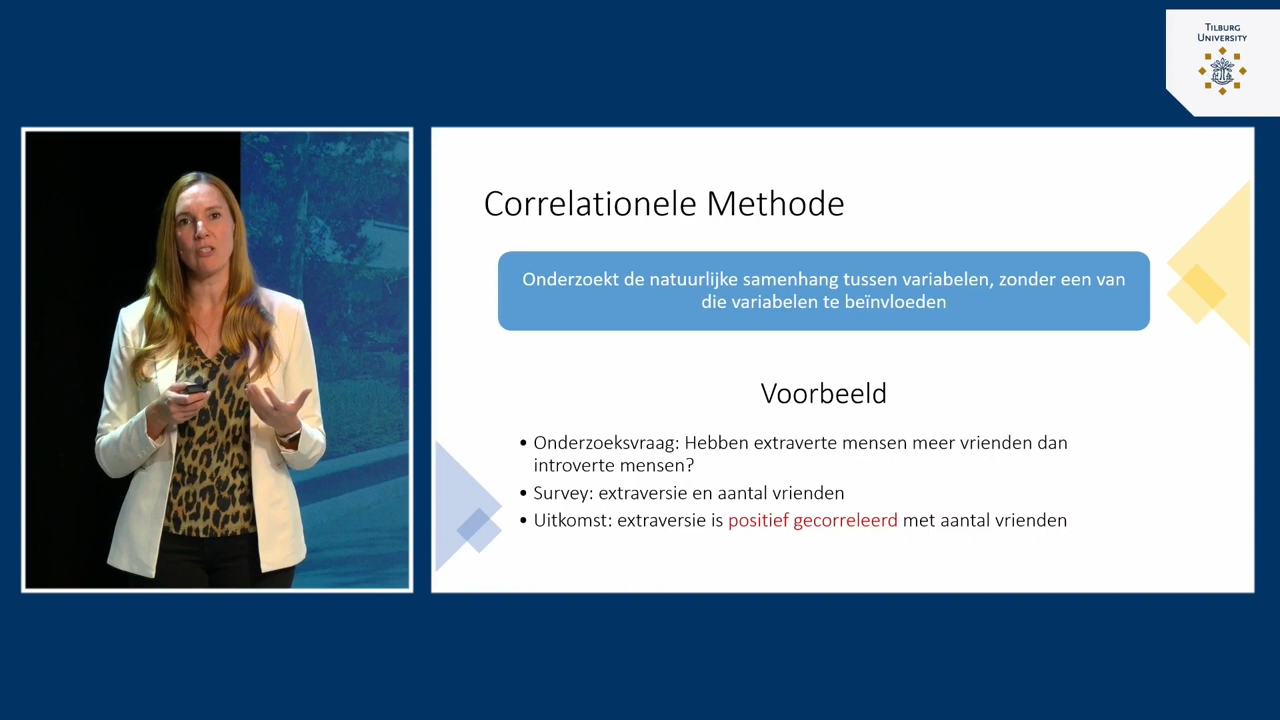 TILBURG
UNIVERSITY
Correlationele Methode
Onderzoekt de natuurlijke samenhang tussen variabelen, zonder een van
die variabelen te beïnvloeden
Voorbeeld
• Onderzoeksvraag: Hebben extraverte mensen meer vrienden dan
introverte mensen?
• Survey: extraversie en aantal vrienden
• Uitkomst: extraversie is positief gecorreleerd met aantal vrienden